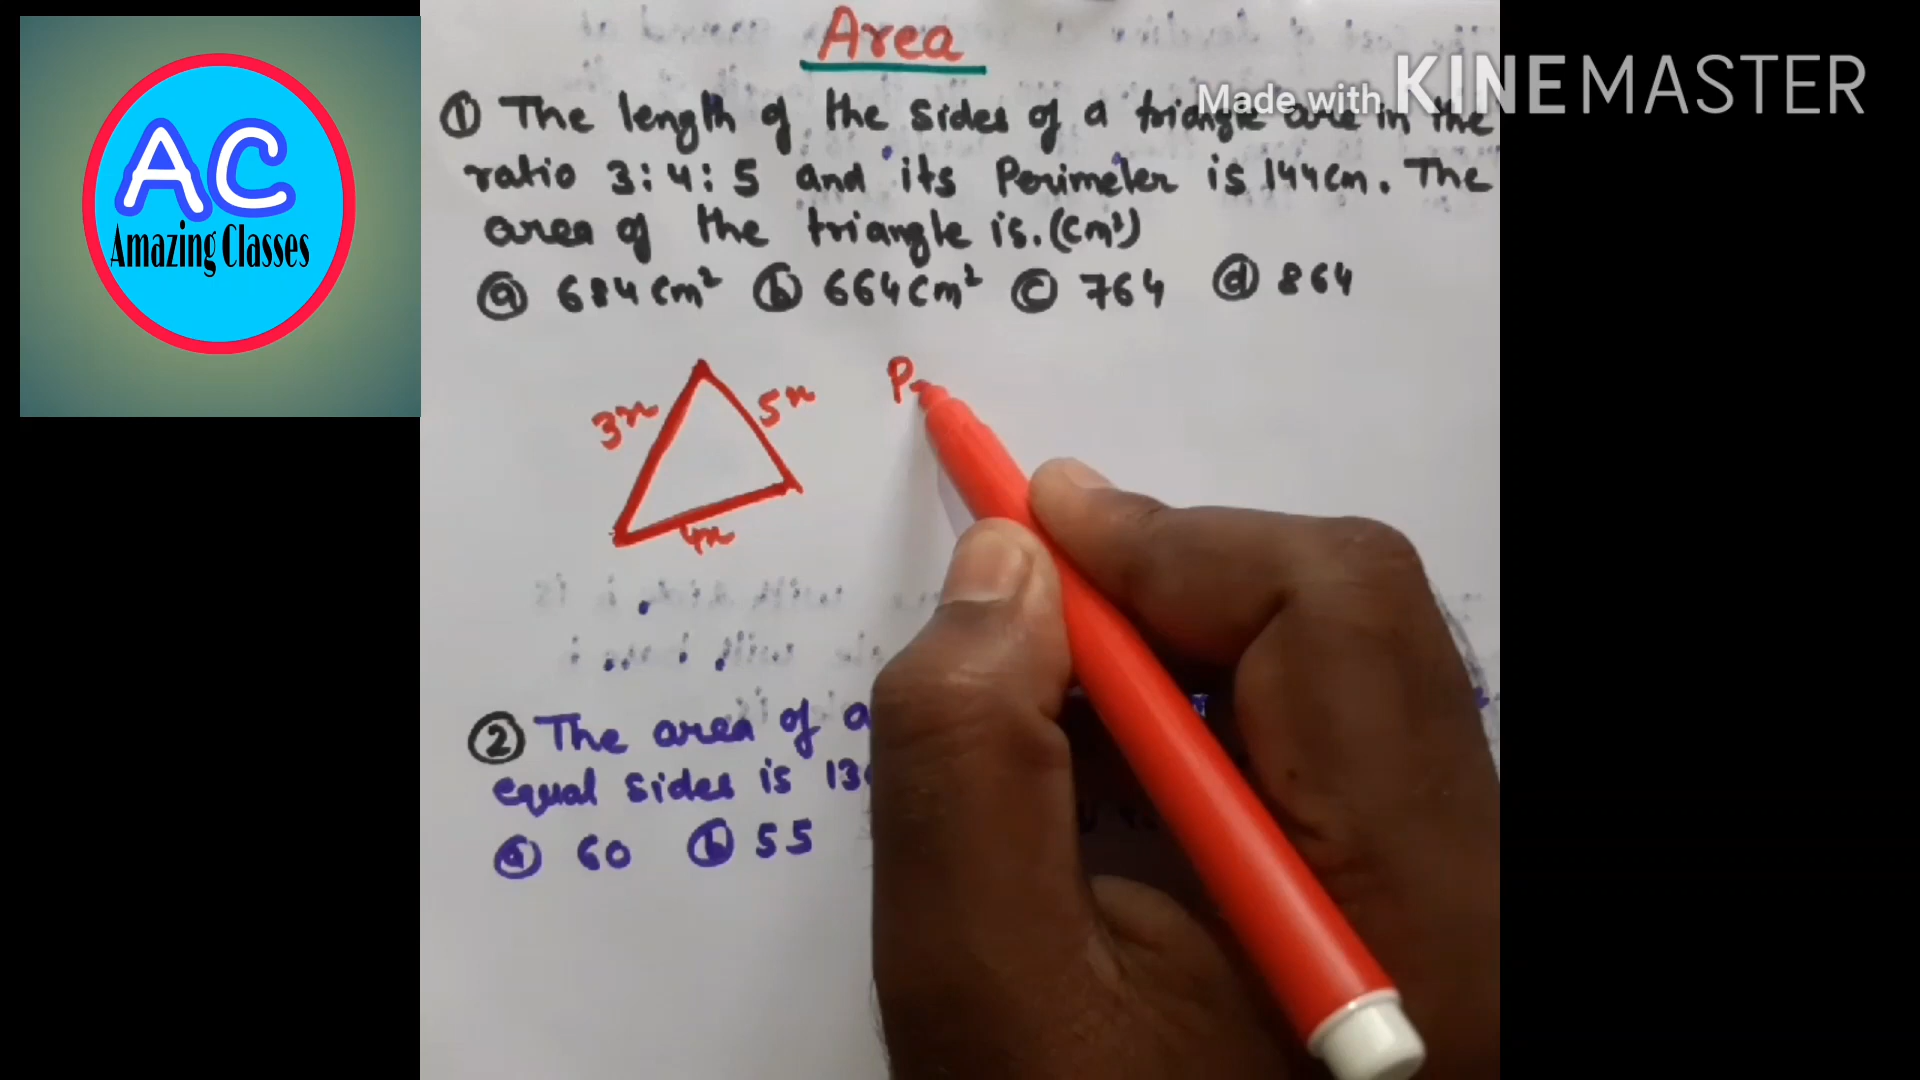 AC
Amazing Classes
Made with KINEMASTER
Area
① The length of the sides of a triangle are in the
ratio 3:4:5 and its Perimeter is 144cm. The
area of the triangle is. (cm²)
ⓐ 684cm² ⓑ 664cm² ⓒ 764 ⓓ 864
3x 5x P
4x
② The area of a
equal sides is 13
ⓐ 60 ⓑ 55